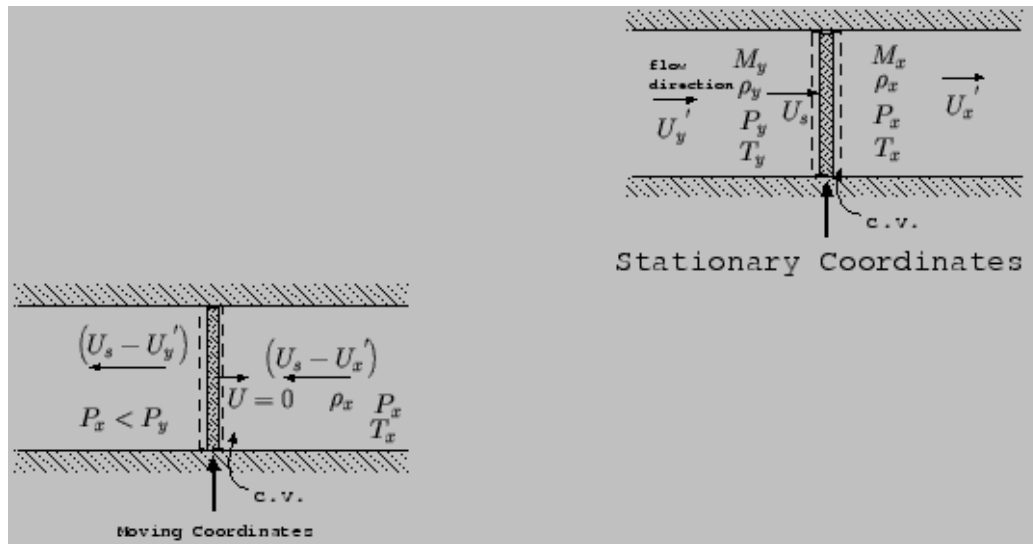 flow
direction
U_y'
M_y
ρ_y
P_y
T_y
U_s
M_x
ρ_x
P_x
T_x
U_x'
c.v.
Stationary Coordinates
(U_s − U_y')
P_x < P_y
(U_s − U_x')
U = 0
ρ_x
P_x
T_x
c.v.
Moving Coordinates